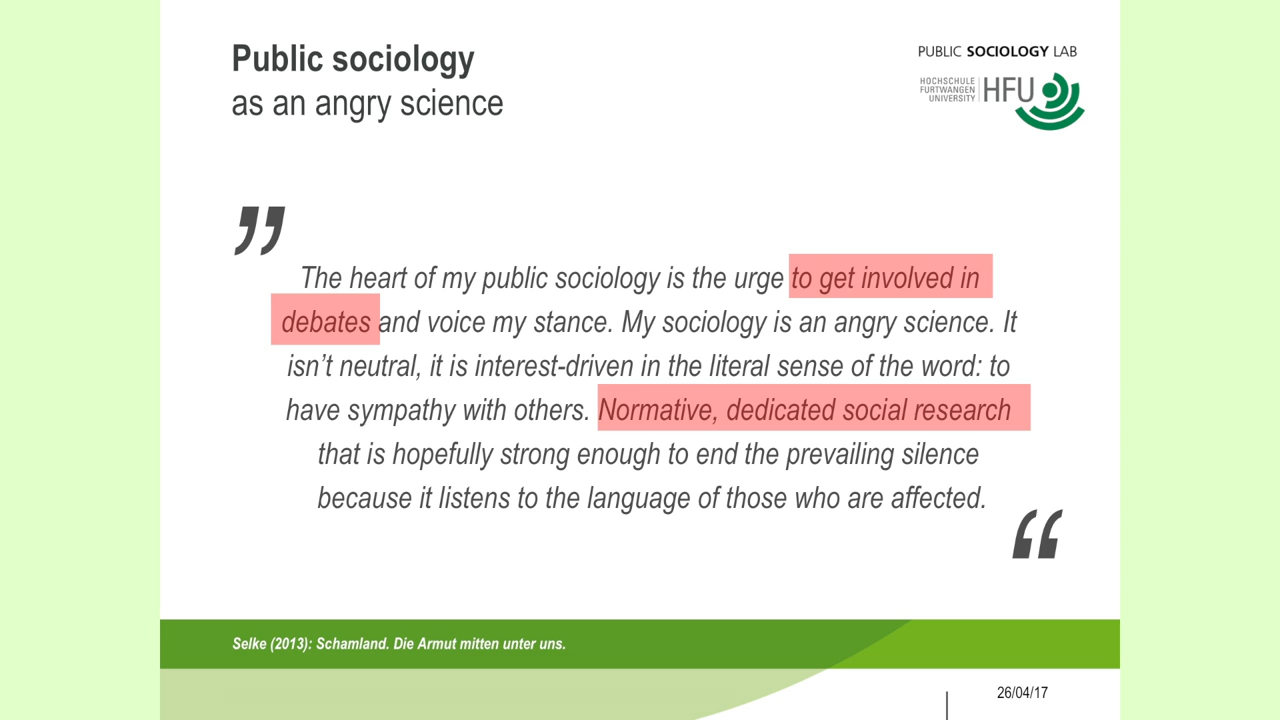 Public sociology
as an angry science
PUBLIC SOCIOLOGY LAB
HOCHSCHULE
FURTWANGEN
UNIVERSITY
HFU
”
The heart of my public sociology is the urge to get involved in
debates and voice my stance. My sociology is an angry science. It
isn’t neutral, it is interest-driven in the literal sense of the word: to
have sympathy with others. Normative, dedicated social research
that is hopefully strong enough to end the prevailing silence
because it listens to the language of those who are affected.
“
Selke (2013): Schamland. Die Armut mitten unter uns.
26/04/17